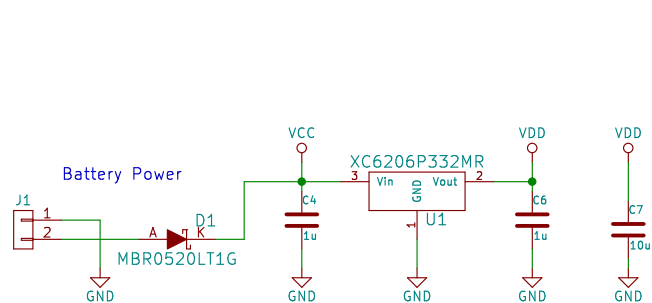 VCC
VDD
VDD
Battery Power
XC6206P332MR
3
Vin
GND
Vout
2
J1
C4
C6
C7
1
2
A
K
D1
1u
1
U1
1u
10u
MBR0520LT1G
GND
GND
GND
GND
GND